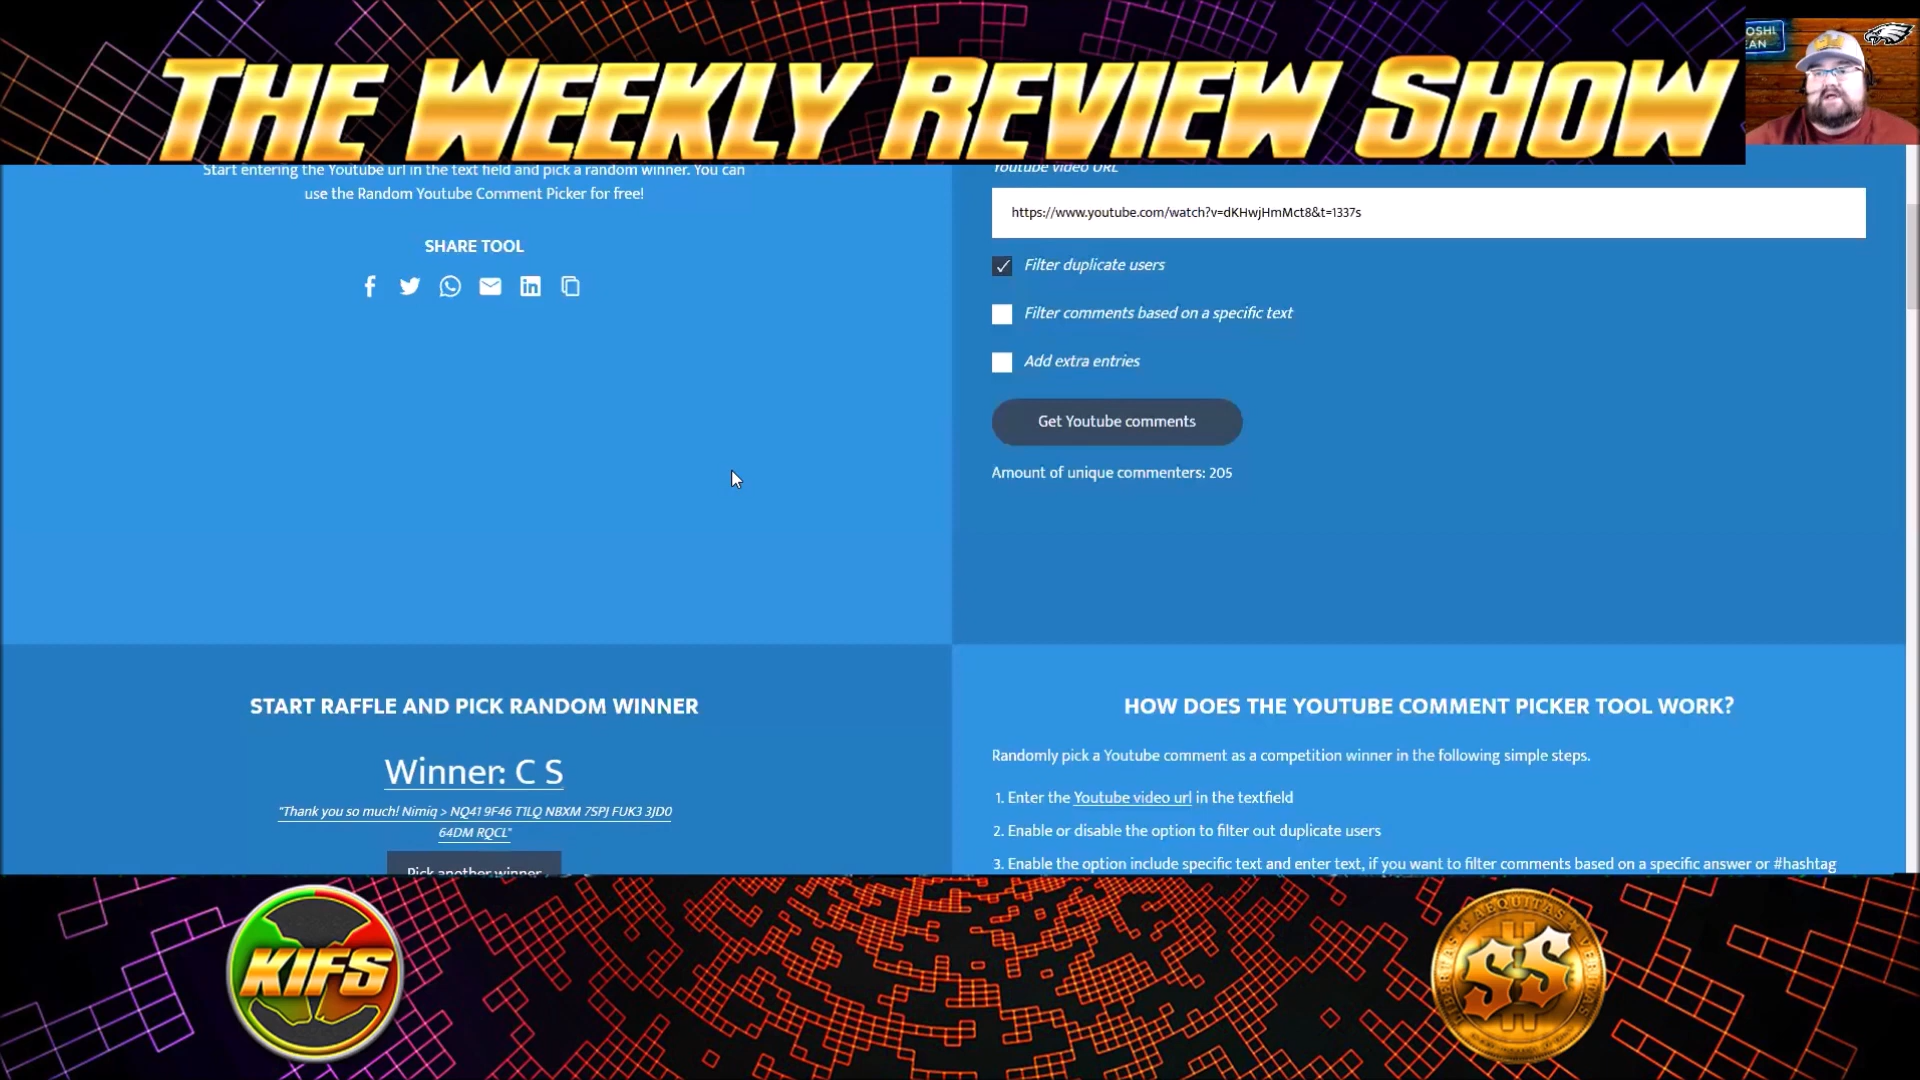 THE WEEKLY REVIEW SHOW
OSHI
EAN
Start entering the Youtube url in the text field and pick a random winner. You can
use the Random Youtube Comment Picker for free!
SHARE TOOL
Youtube video URL
https://www.youtube.com/watch?v=dKHwjHmMct8&t=1337s
Filter duplicate users
Filter comments based on a specific text
Add extra entries
Get Youtube comments
Amount of unique commenters: 205
START RAFFLE AND PICK RANDOM WINNER
Winner: C S
"Thank you so much! Nimiq > NQ41 9F46 T1LQ NBXM 7SPJ FUK3 3JD0
64DM RQCL"
Pick another winner
HOW DOES THE YOUTUBE COMMENT PICKER TOOL WORK?
Randomly pick a Youtube comment as a competition winner in the following simple steps.
1. Enter the Youtube video url in the textfield
2. Enable or disable the option to filter out duplicate users
3. Enable the option include specific text and enter text, if you want to filter comments based on a specific answer or #hashtag
KIFS
AEQUITAS
LIBERTAS
VERITAS
SS